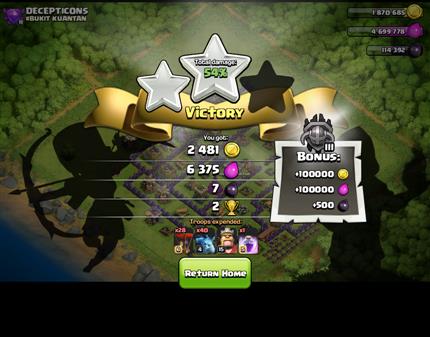 DECEPTICONS
#BUKIT KUANTAN
1 870 685
4 699 778
114 392
Total damage:
54%
Victory
You got:
2 481
6 375
7
2
III
Bonus:
+100000
+100000
+500
Troops expended:
x28
x40
x1
Return Home